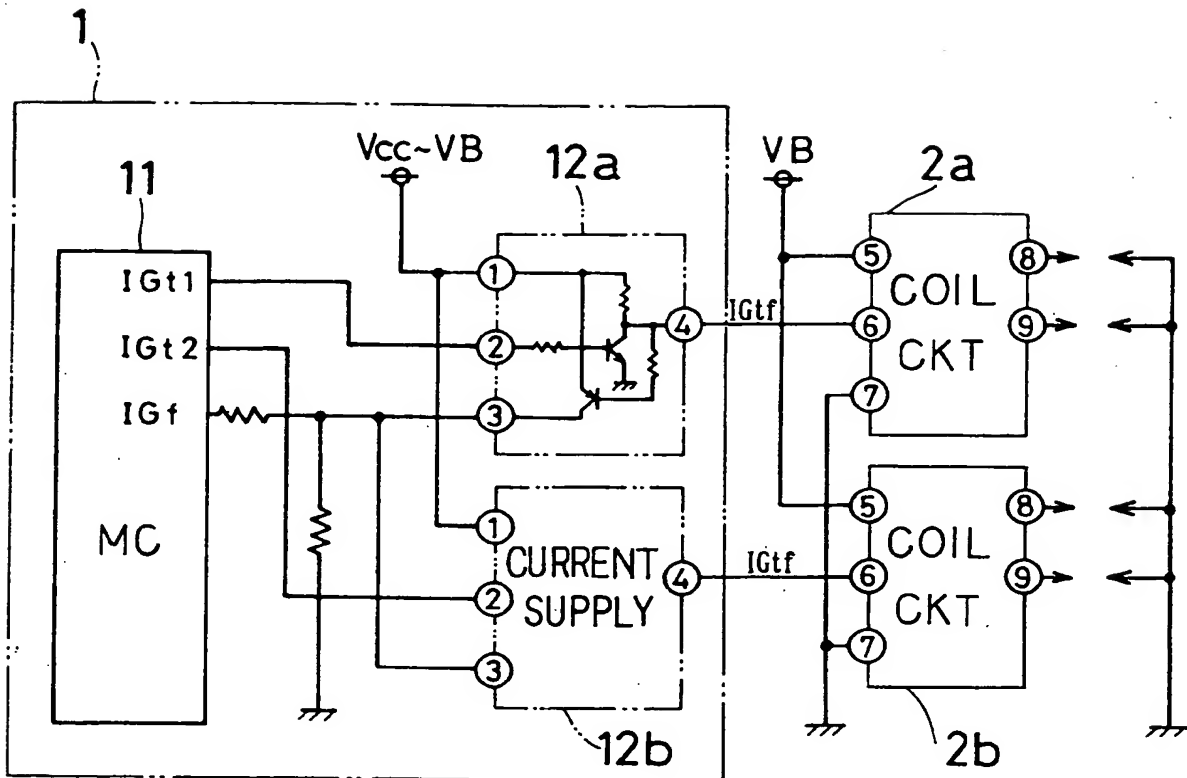 1
Vcc~VB
VB
12a
2a
11
IGt1
IGt2
IGf
MC
1
2
3
4
IGtf
5
6
7
8
9
COIL
CKT
1
2
3
4
CURRENT
SUPPLY
IGtf
5
6
7
8
9
COIL
CKT
12b
2b